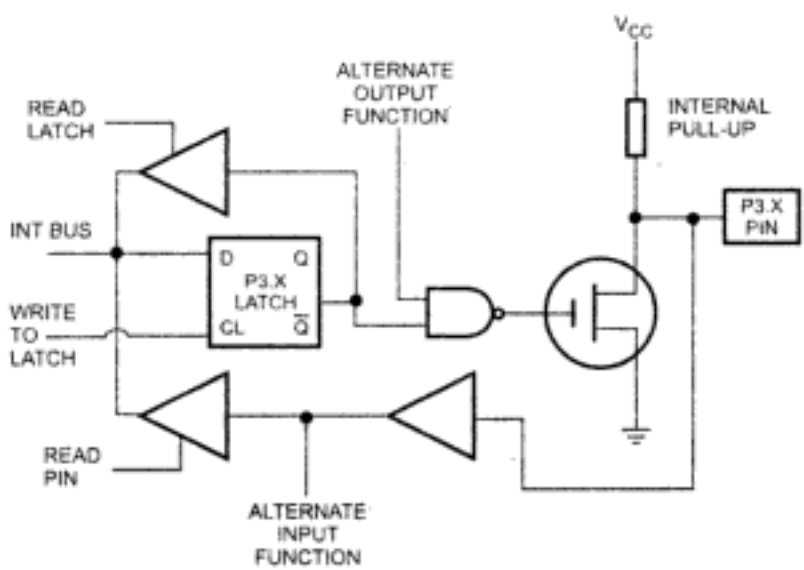 VCC
ALTERNATE
OUTPUT
FUNCTION
READ
LATCH
INTERNAL
PULL-UP
INT BUS
P3.X
PIN
D Q
P3.X
LATCH
CL Q̅
WRITE
TO
LATCH
READ
PIN
ALTERNATE
INPUT
FUNCTION